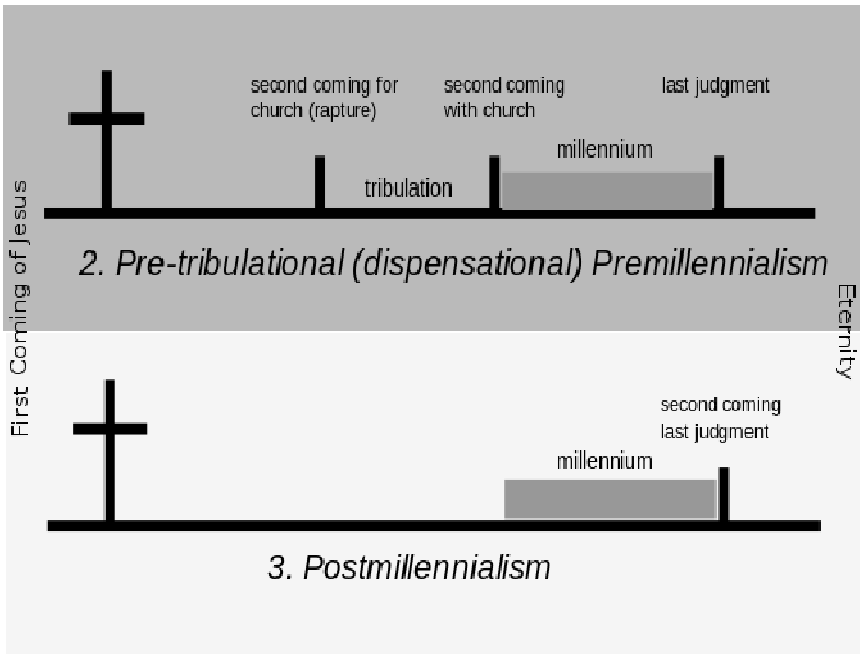 First Coming of Jesus
second coming for
church (rapture)
second coming
with church
last judgment
millennium
tribulation
2. Pre-tribulational (dispensational) Premillennialism
Eternity
second coming
last judgment
millennium
3. Postmillennialism